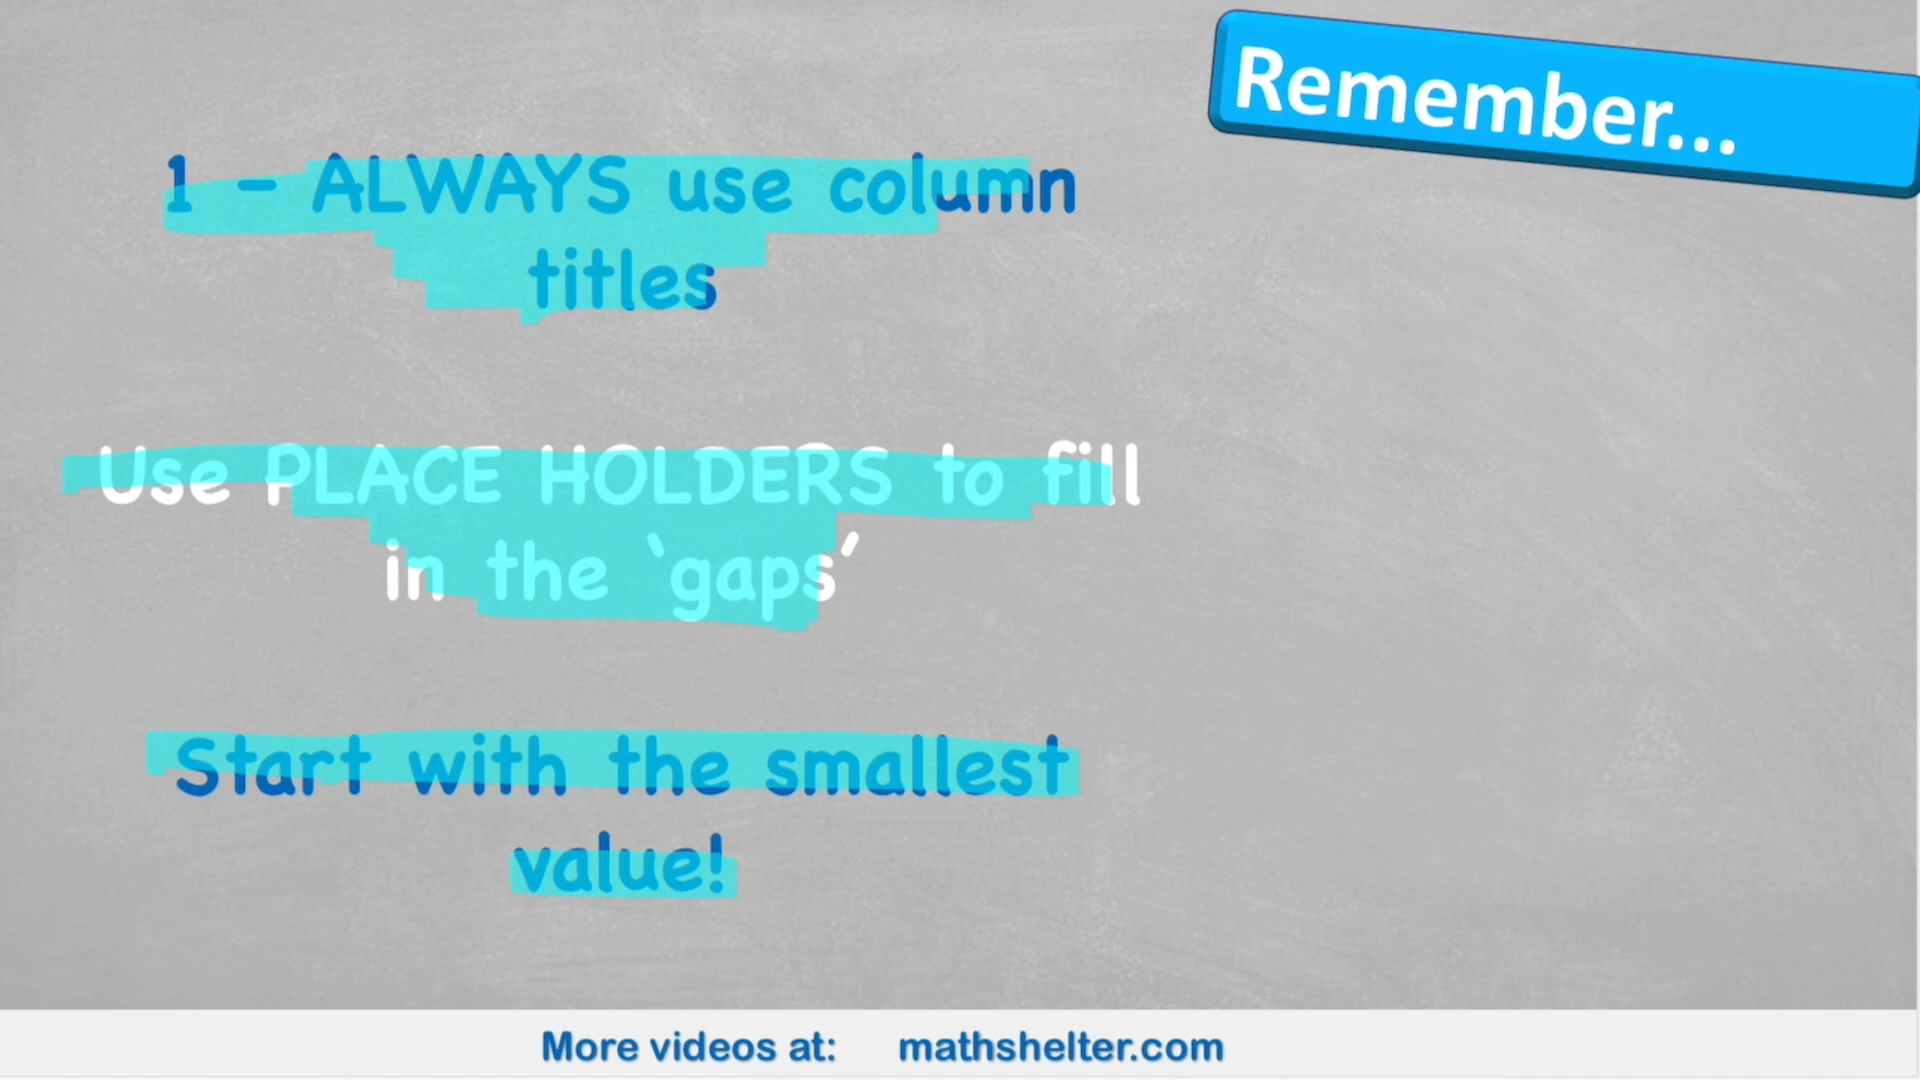 Remember...
1 - ALWAYS use column
titles
Use PLACE HOLDERS to fill
in the `gaps´
Start with the smallest
value!
More videos at: mathshelter.com